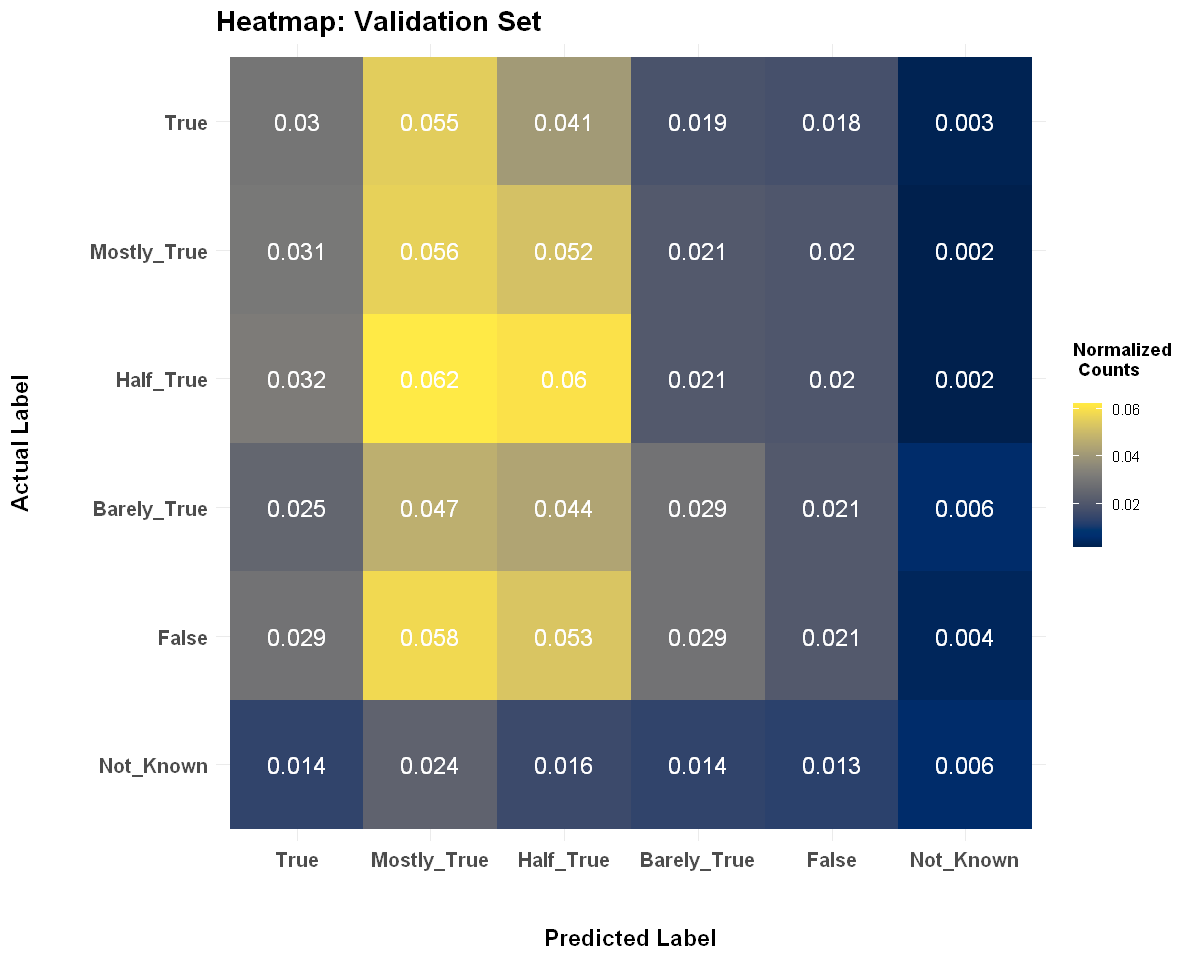 Heatmap: Validation Set
True 0.03 0.055 0.041 0.019 0.018 0.003
Mostly_True 0.031 0.056 0.052 0.021 0.02 0.002
Half_True 0.032 0.062 0.06 0.021 0.02 0.002
Barely_True 0.025 0.047 0.044 0.029 0.021 0.006
False 0.029 0.058 0.053 0.029 0.021 0.004
Not_Known 0.014 0.024 0.016 0.014 0.013 0.006
True Mostly_True Half_True Barely_True False Not_Known
Predicted Label
Actual Label
Normalized
Counts
0.06
0.04
0.02